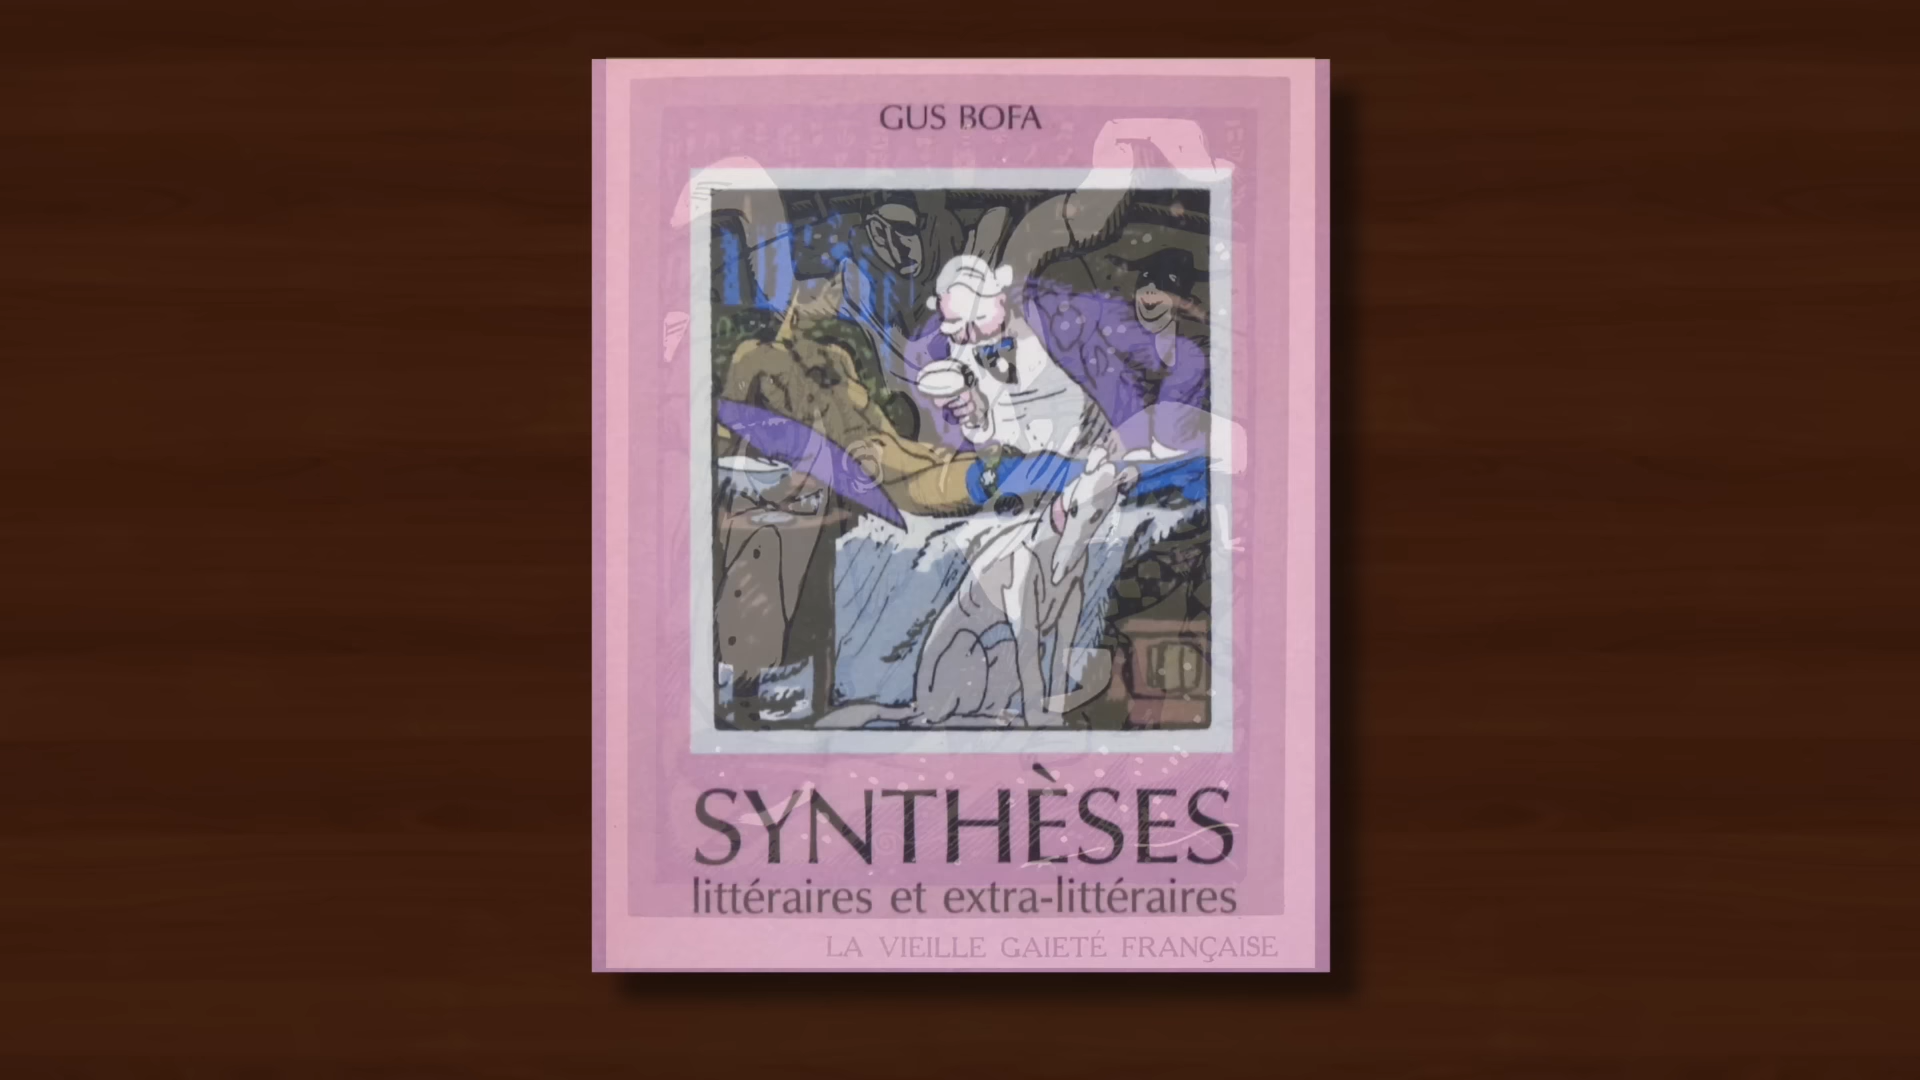 GUS BOFA
SYNTHÈSES
littéraires et extra-littéraires
LA VIEILLE GAIETÉ FRANÇAISE